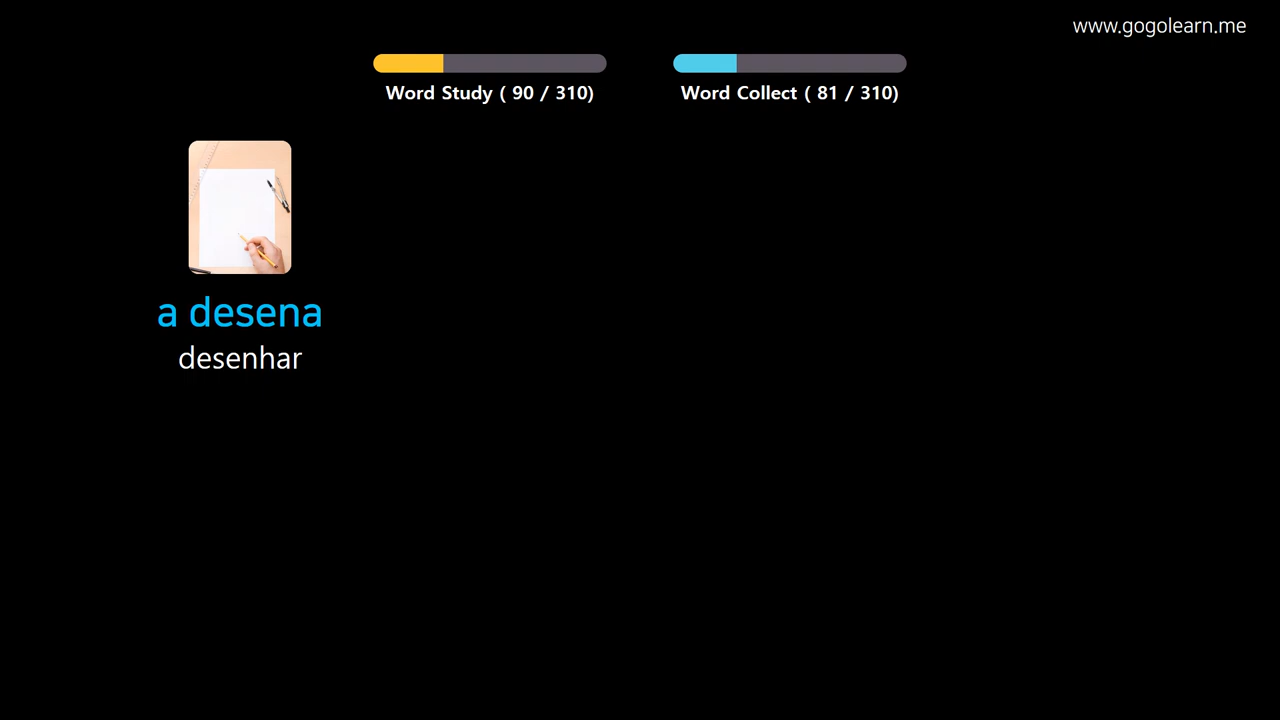 www.gogolearn.me
Word Study ( 90 / 310)
Word Collect ( 81 / 310)
a desena
desenhar